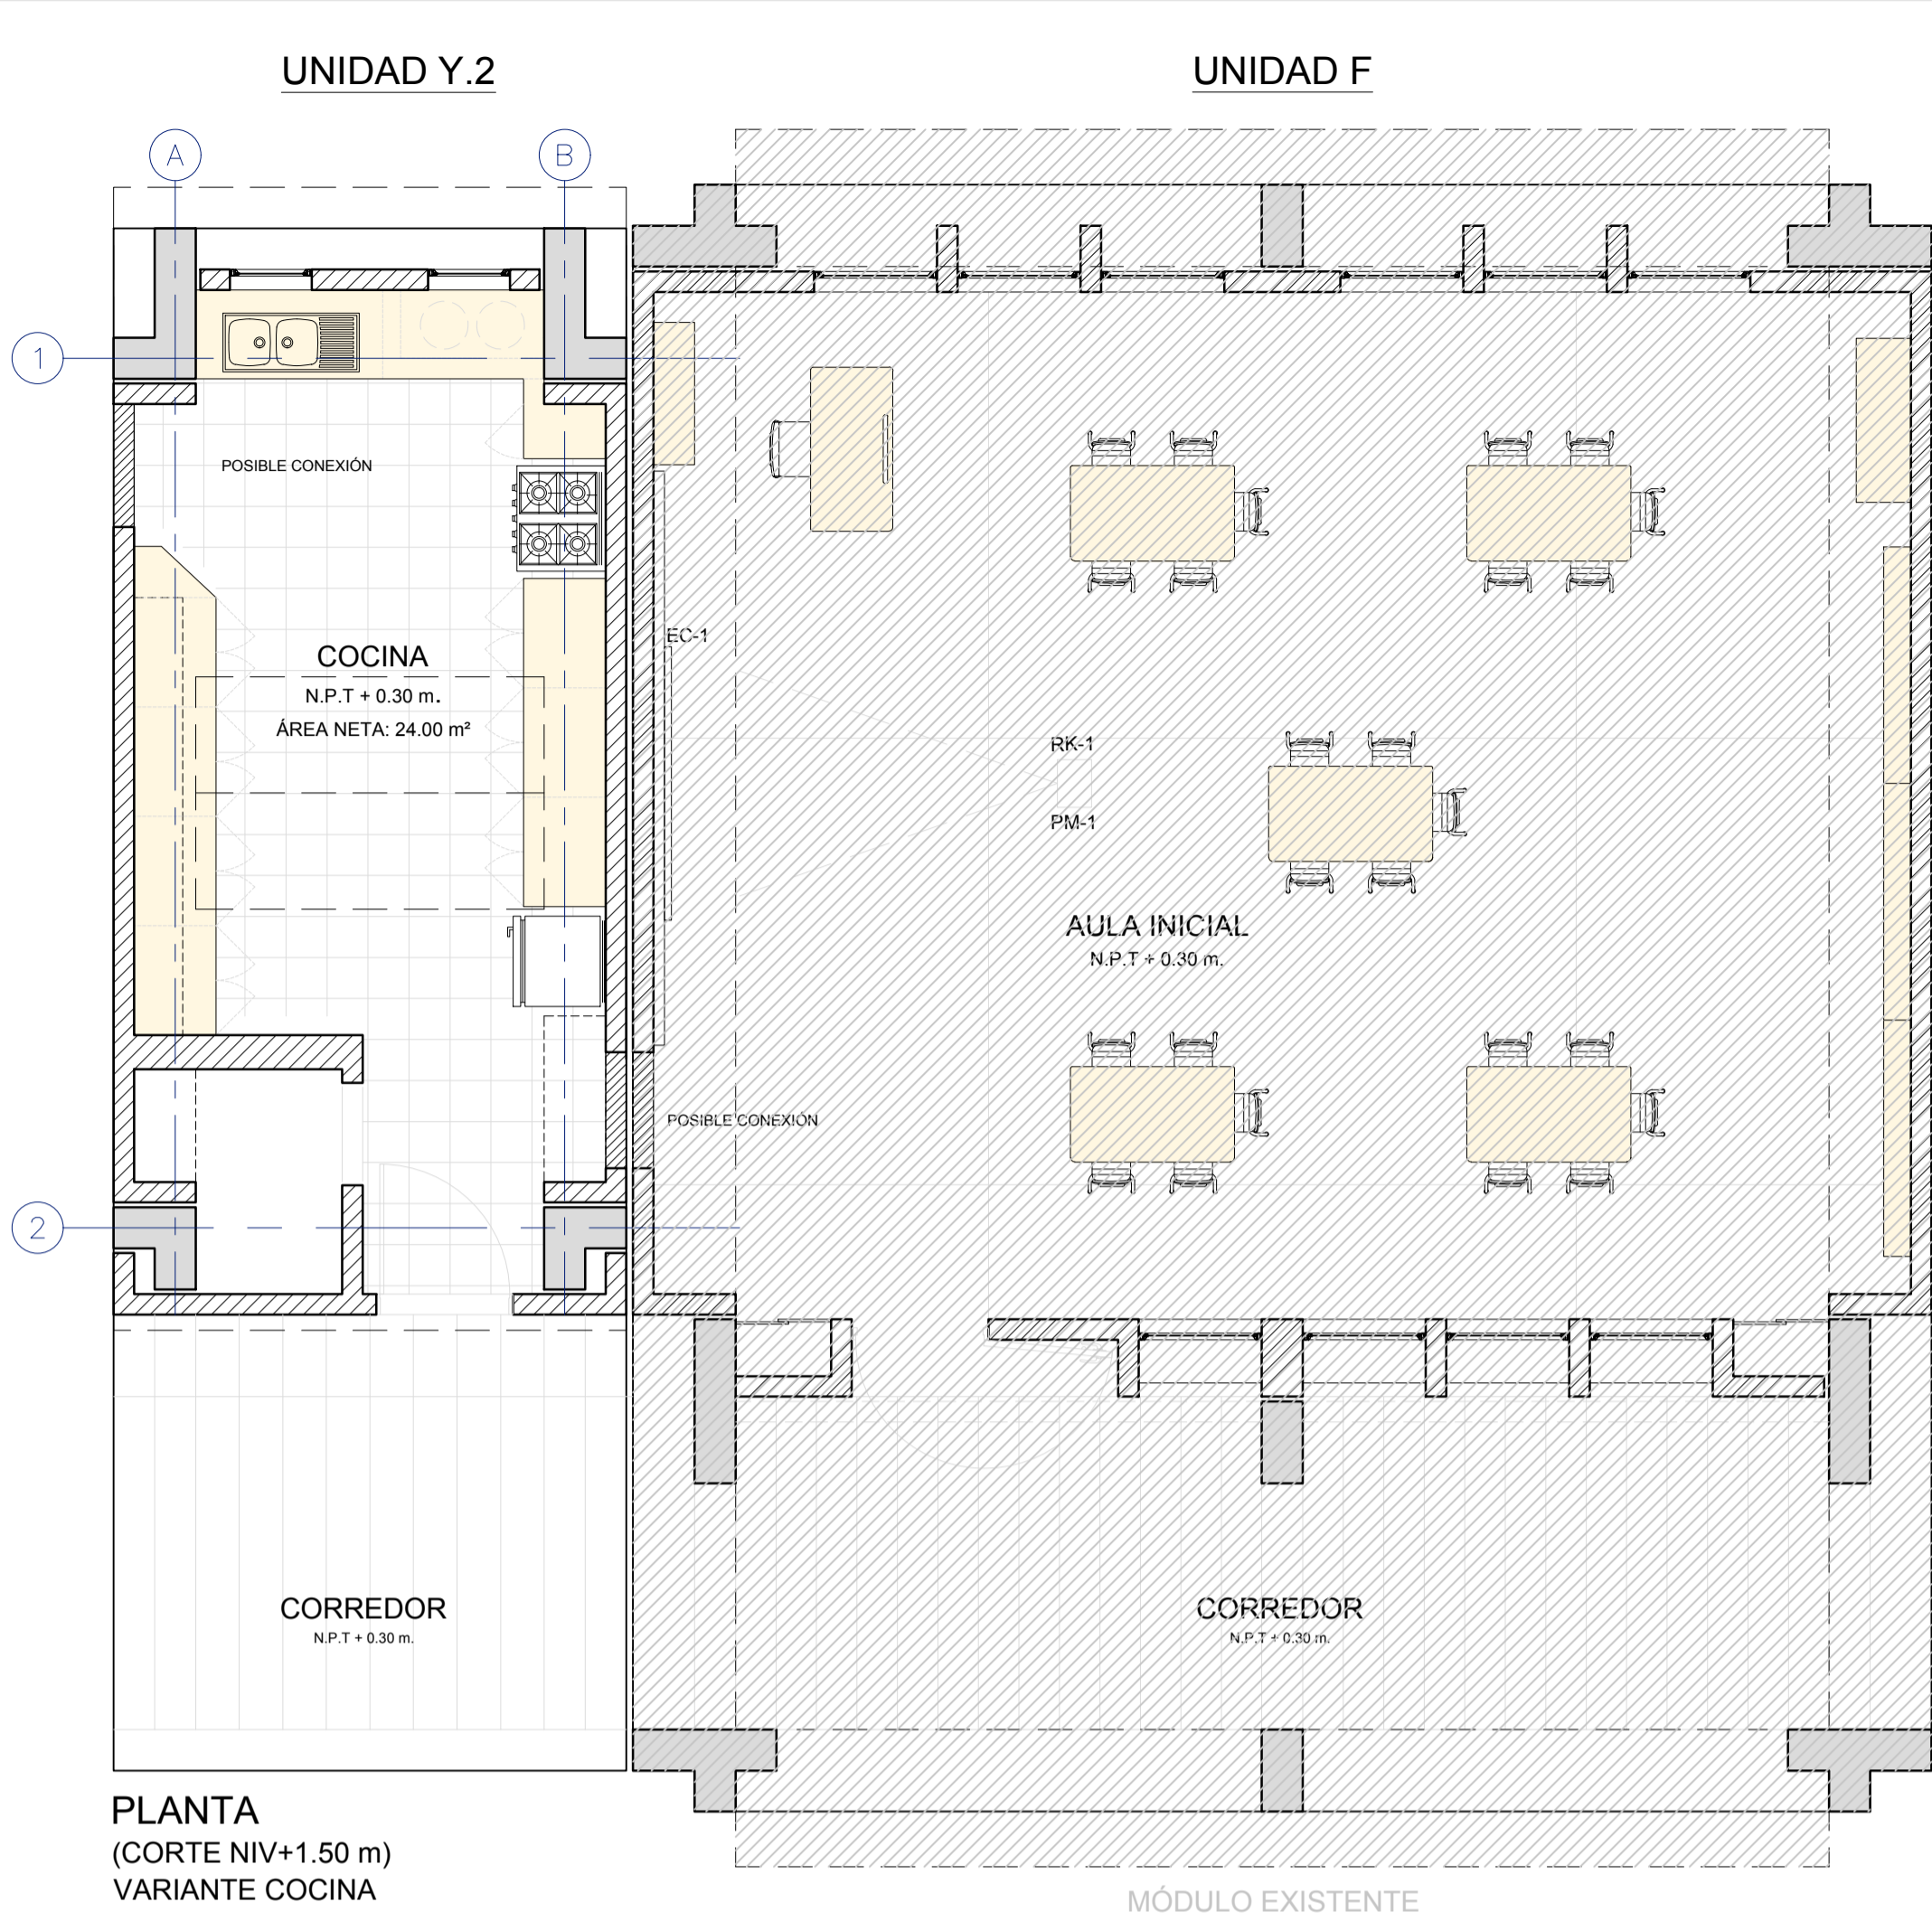 UNIDAD Y.2
UNIDAD F
A
B
1
POSIBLE CONEXIÓN
EC-1
COCINA
N.P.T + 0.30 m.
ÁREA NETA: 24.00 m²
RK-1
PM-1
AULA INICIAL
N.P.T + 0.30 m.
POSIBLE CONEXIÓN
2
CORREDOR
N.P.T + 0.30 m.
CORREDOR
N.P.T + 0.30 m.
PLANTA
(CORTE NIV+1.50 m)
VARIANTE COCINA
MÓDULO EXISTENTE